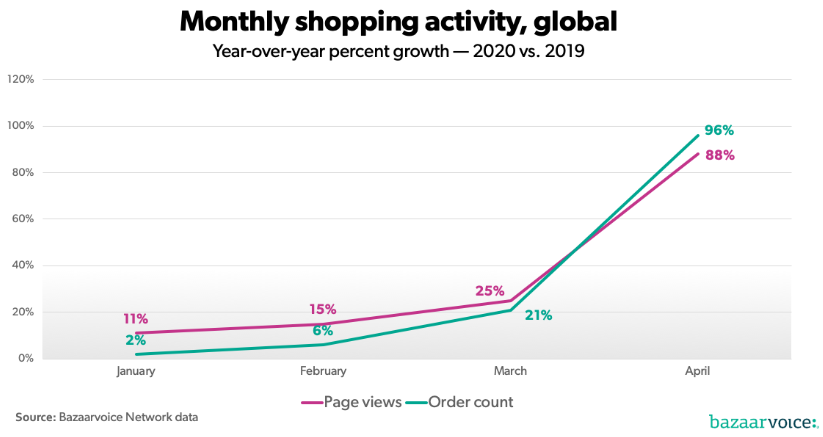 Monthly shopping activity, global
Year-over-year percent growth — 2020 vs. 2019
120%
100%
96%
88%
80%
60%
40%
25%
21%
20%
15%
11%
6%
2%
0%
January February March April
Page views Order count
Source: Bazaarvoice Network data
bazaarvoice: